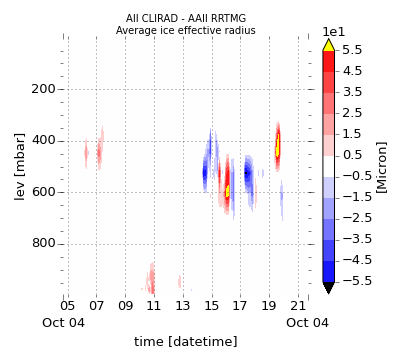 All CLIRAD - AAll RRTMG
Average ice effective radius
1e1
5.5
4.5
3.5
2.5
1.5
0.5
−0.5
−1.5
−2.5
−3.5
−4.5
−5.5
[Micron]
lev [mbar]
200
400
600
800
05 07 09 11 13 15 17 19 21
Oct 04 Oct 04
time [datetime]